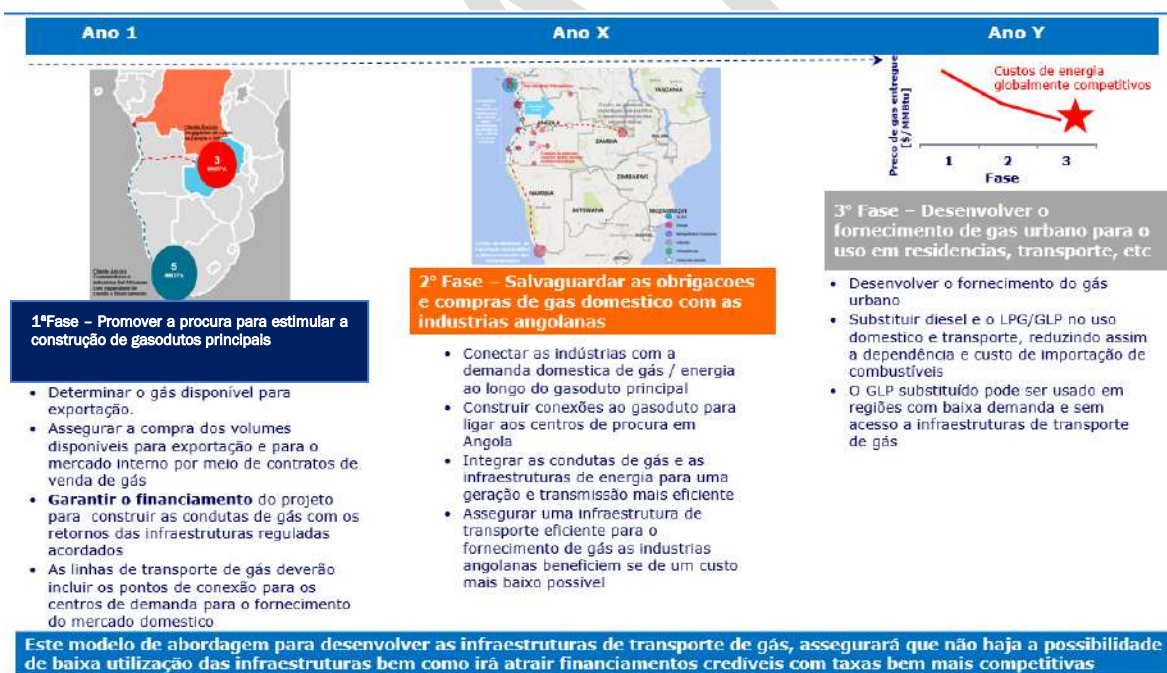 Ano 1
Ano X
Ano Y
3
MMTPA
5
MMTPA
ANGOLA
ZAMBIA
TANZANIA
NAMIBIA
BOTSWANA
ZIMBABWE
MOZAMBIQUE
Preco de gas entregue
[$/MMBtu]
Custos de energia
globalmente competitivos
1 2 3
Fase
1ªFase – Promover a procura para estimular a
construção de gasodutos principais
• Determinar o gás disponível para
exportação.
• Assegurar a compra dos volumes
disponíveis para exportação e para o
mercado interno por meio de contratos de
venda de gás
• Garantir o financiamento do projeto
para construir as condutas de gás com os
retornos das infraestruturas reguladas
acordados
• As linhas de transporte de gás deverão
incluir os pontos de conexão para os
centros de demanda para o fornecimento
do mercado domestico
2° Fase – Salvaguardar as obrigacoes
e compras de gas domestico com as
industrias angolanas
• Conectar as indústrias com a
demanda domestica de gás / energia
ao longo do gasoduto principal
• Construir conexões ao gasoduto para
ligar aos centros de procura em
Angola
• Integrar as condutas de gás e as
infraestruturas de energia para uma
geração e transmissão mais eficiente
• Assegurar uma infraestrutura de
transporte eficiente para o
fornecimento de gás as industrias
angolanas beneficiem se de um custo
mais baixo possível
3° Fase – Desenvolver o
fornecimento de gas urbano para o
uso em residencias, transporte, etc
• Desenvolver o fornecimento do gás
urbano
• Substituir diesel e o LPG/GLP no uso
domestico e transporte, reduzindo assim
a dependência e custo de importação de
combustíveis
• O GLP substituído pode ser usado em
regiões com baixa demanda e sem
acesso a infraestruturas de transporte
de gás
Este modelo de abordagem para desenvolver as infraestruturas de transporte de gás, assegurará que não haja a possibilidade
de baixa utilização das infraestruturas bem como irá atrair financiamentos credíveis com taxas bem mais competitivas